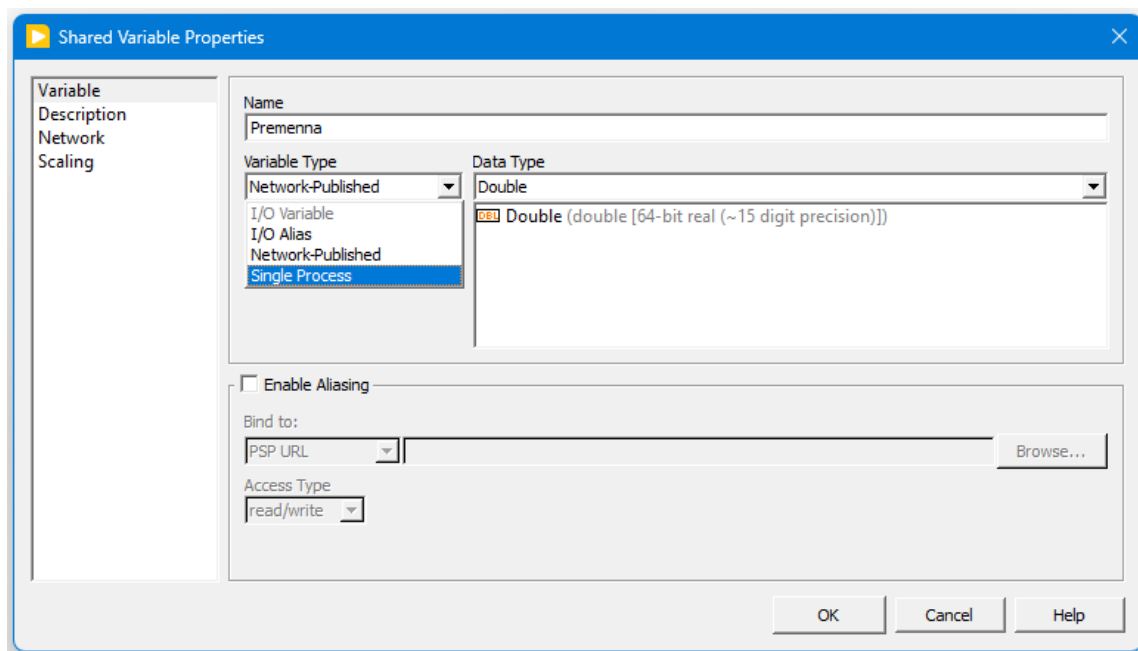 Shared Variable Properties
Variable
Description
Network
Scaling
Name
Premenna
Variable Type
Data Type
Network-Published
Double
I/O Variable
I/O Alias
Network-Published
Single Process
DBL Double (double [64-bit real (~15 digit precision)])
Enable Aliasing
Bind to:
PSP URL
Browse...
Access Type
read/write
OK
Cancel
Help